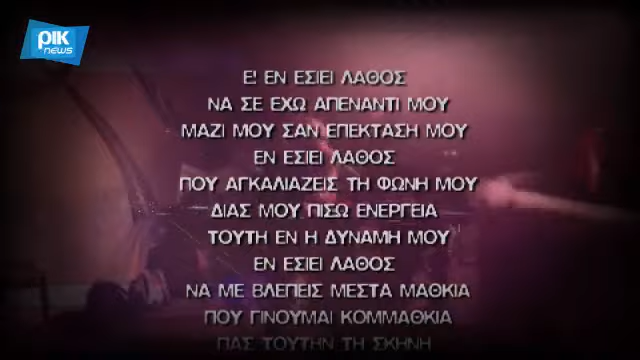 ΡΙΚ
news
Ε! ΕΝ ΕΣΙΕΙ ΛΑΘΟΣ
ΝΑ ΣΕ ΕΧΩ ΑΠΕΝΑΝΤΙ ΜΟΥ
ΜΑΖΙ ΜΟΥ ΣΑΝ ΕΠΕΚΤΑΣΗ ΜΟΥ
ΕΝ ΕΣΙΕΙ ΛΑΘΟΣ
ΠΟΥ ΑΓΚΑΛΙΑΖΕΙΣ ΤΗ ΦΩΝΗ ΜΟΥ
ΔΙΑΣ ΜΟΥ ΠΙΣΩ ΕΝΕΡΓΕΙΑ
ΤΟΥΤΗ ΕΝ Η ΔΥΝΑΜΗ ΜΟΥ
ΕΝ ΕΣΙΕΙ ΛΑΘΟΣ
ΝΑ ΜΕ ΒΛΕΠΕΙΣ ΜΕΣΤΑ ΜΑΘΚΙΑ
ΠΟΥ ΓΙΝΟΥΜΑΙ ΚΟΜΜΑΘΚΙΑ
ΠΑΣ ΤΟΥΤΗΝ ΤΗ ΣΚΗΝΗ